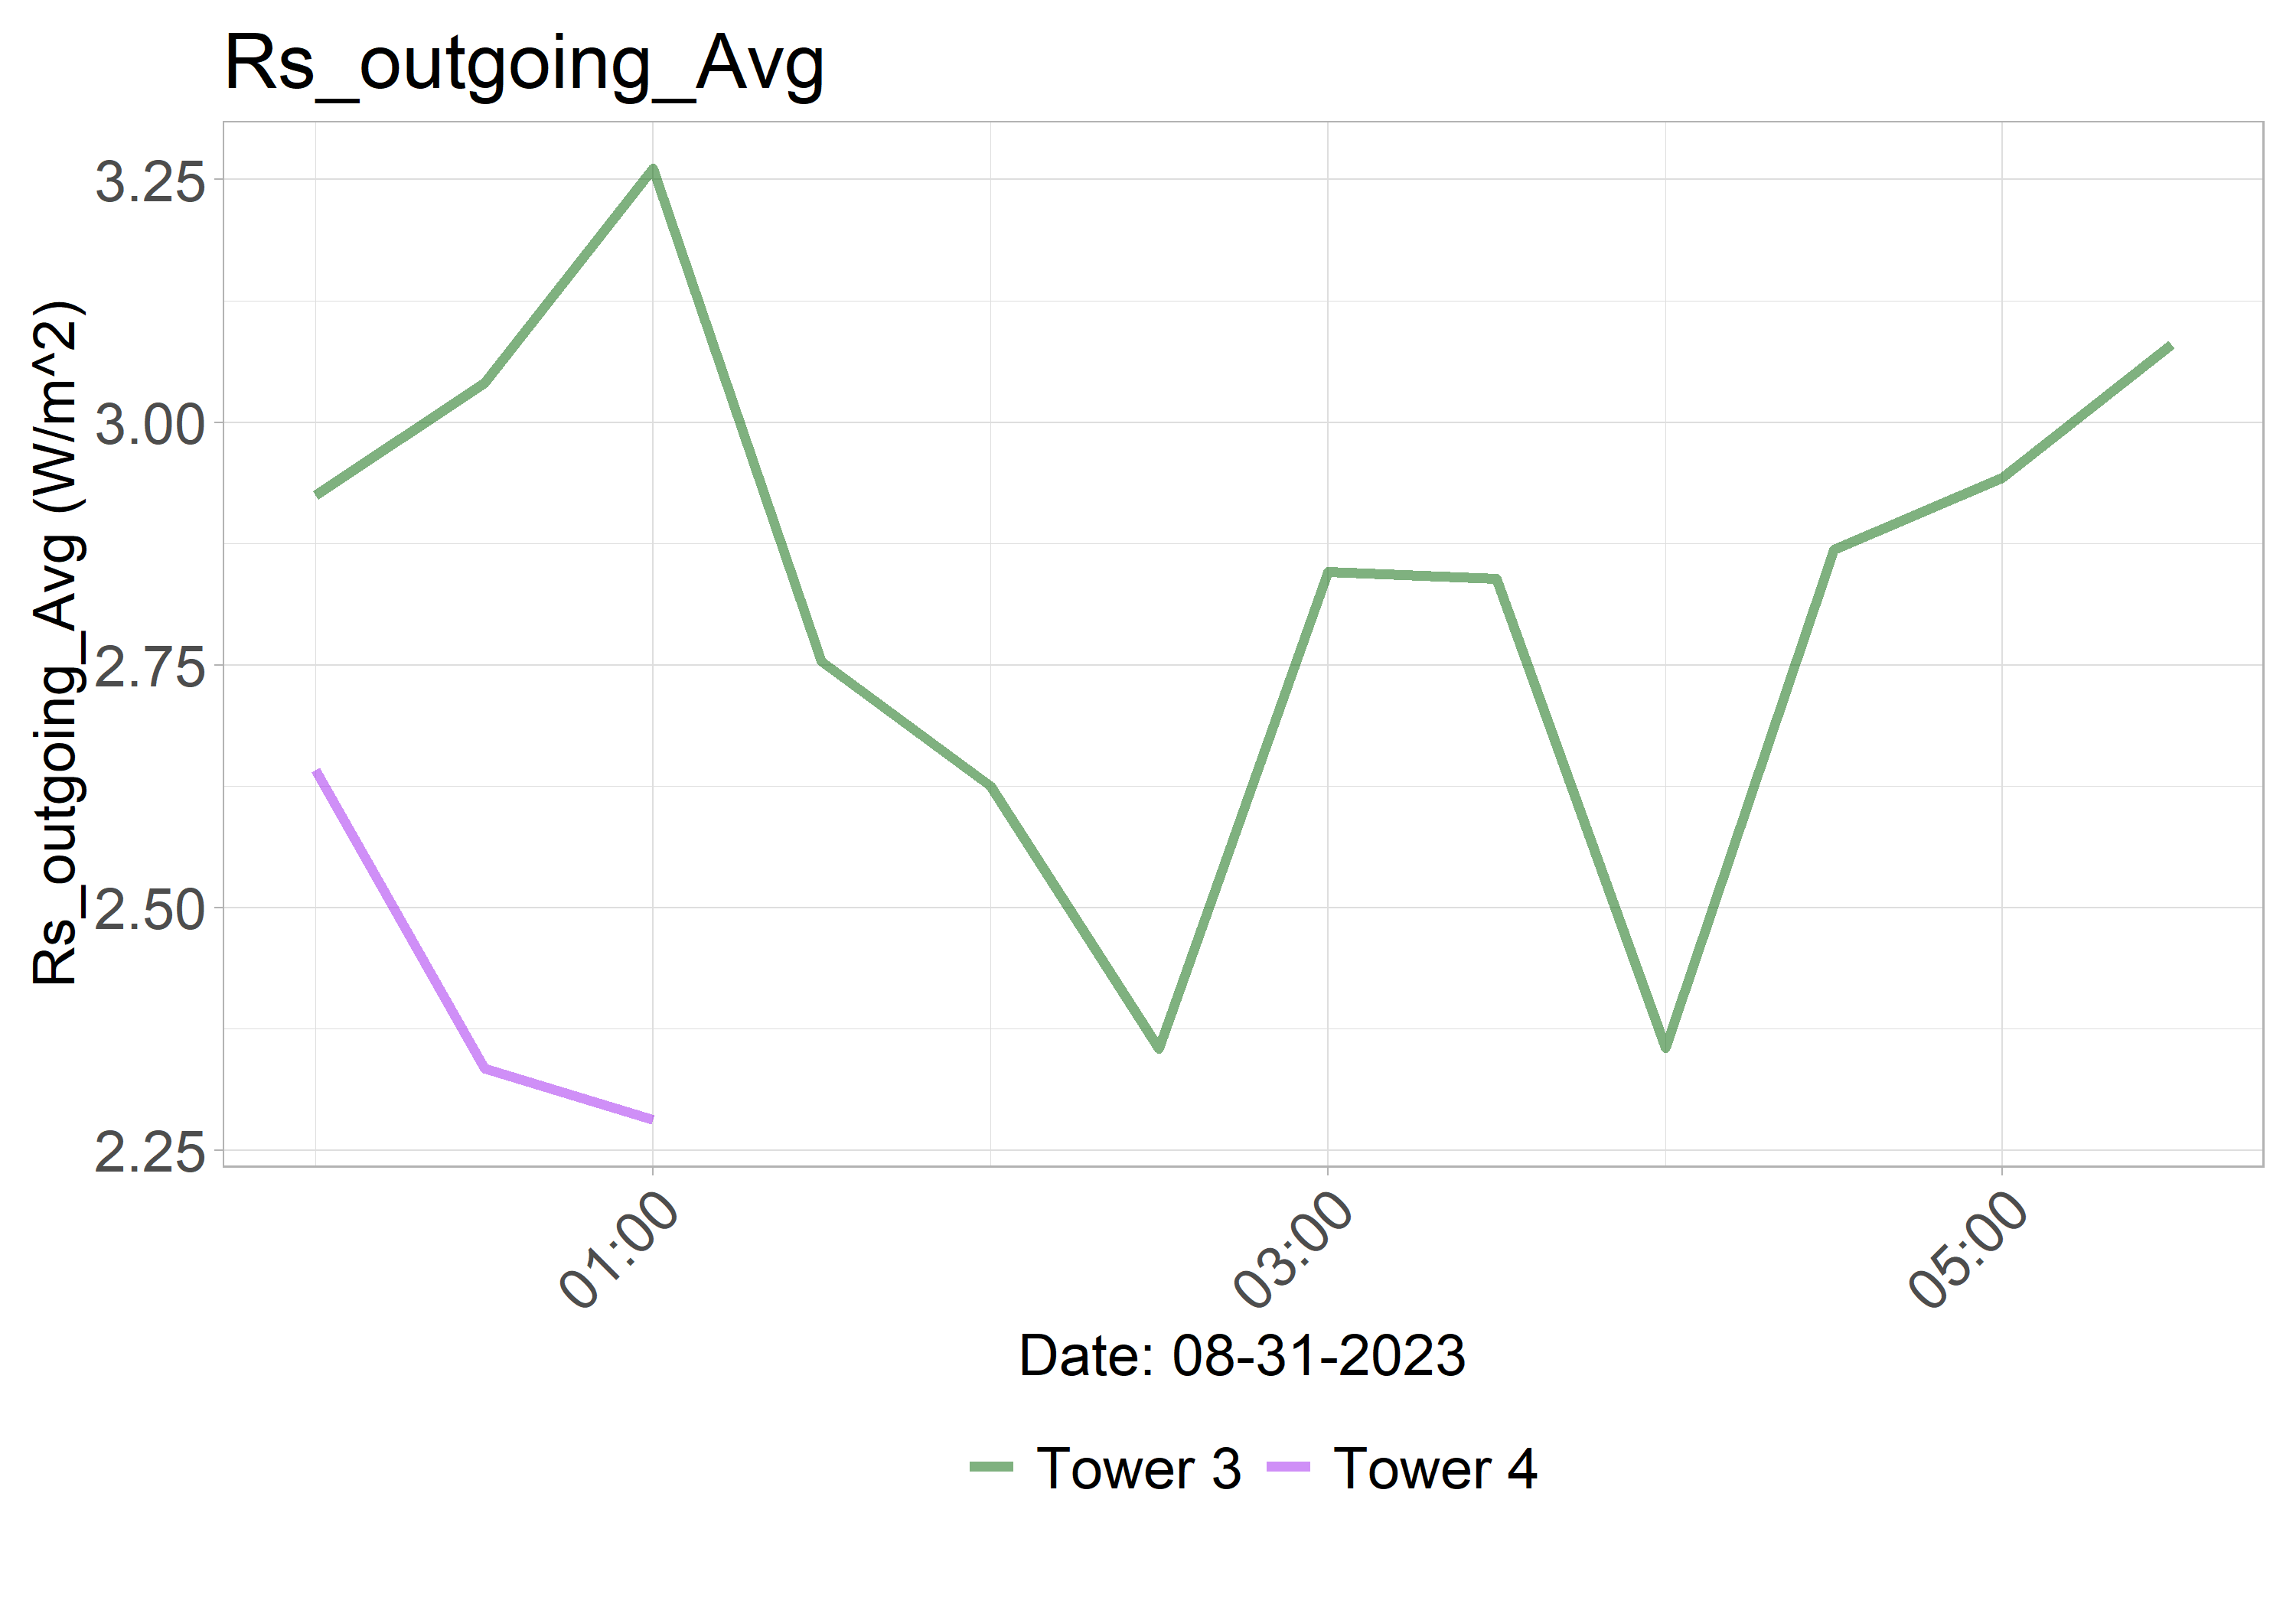 Rs_outgoing_Avg
Rs_outgoing_Avg (W/m^2)
3.25
3.00
2.75
2.50
2.25
01:00
03:00
05:00
Date: 08-31-2023
Tower 3
Tower 4